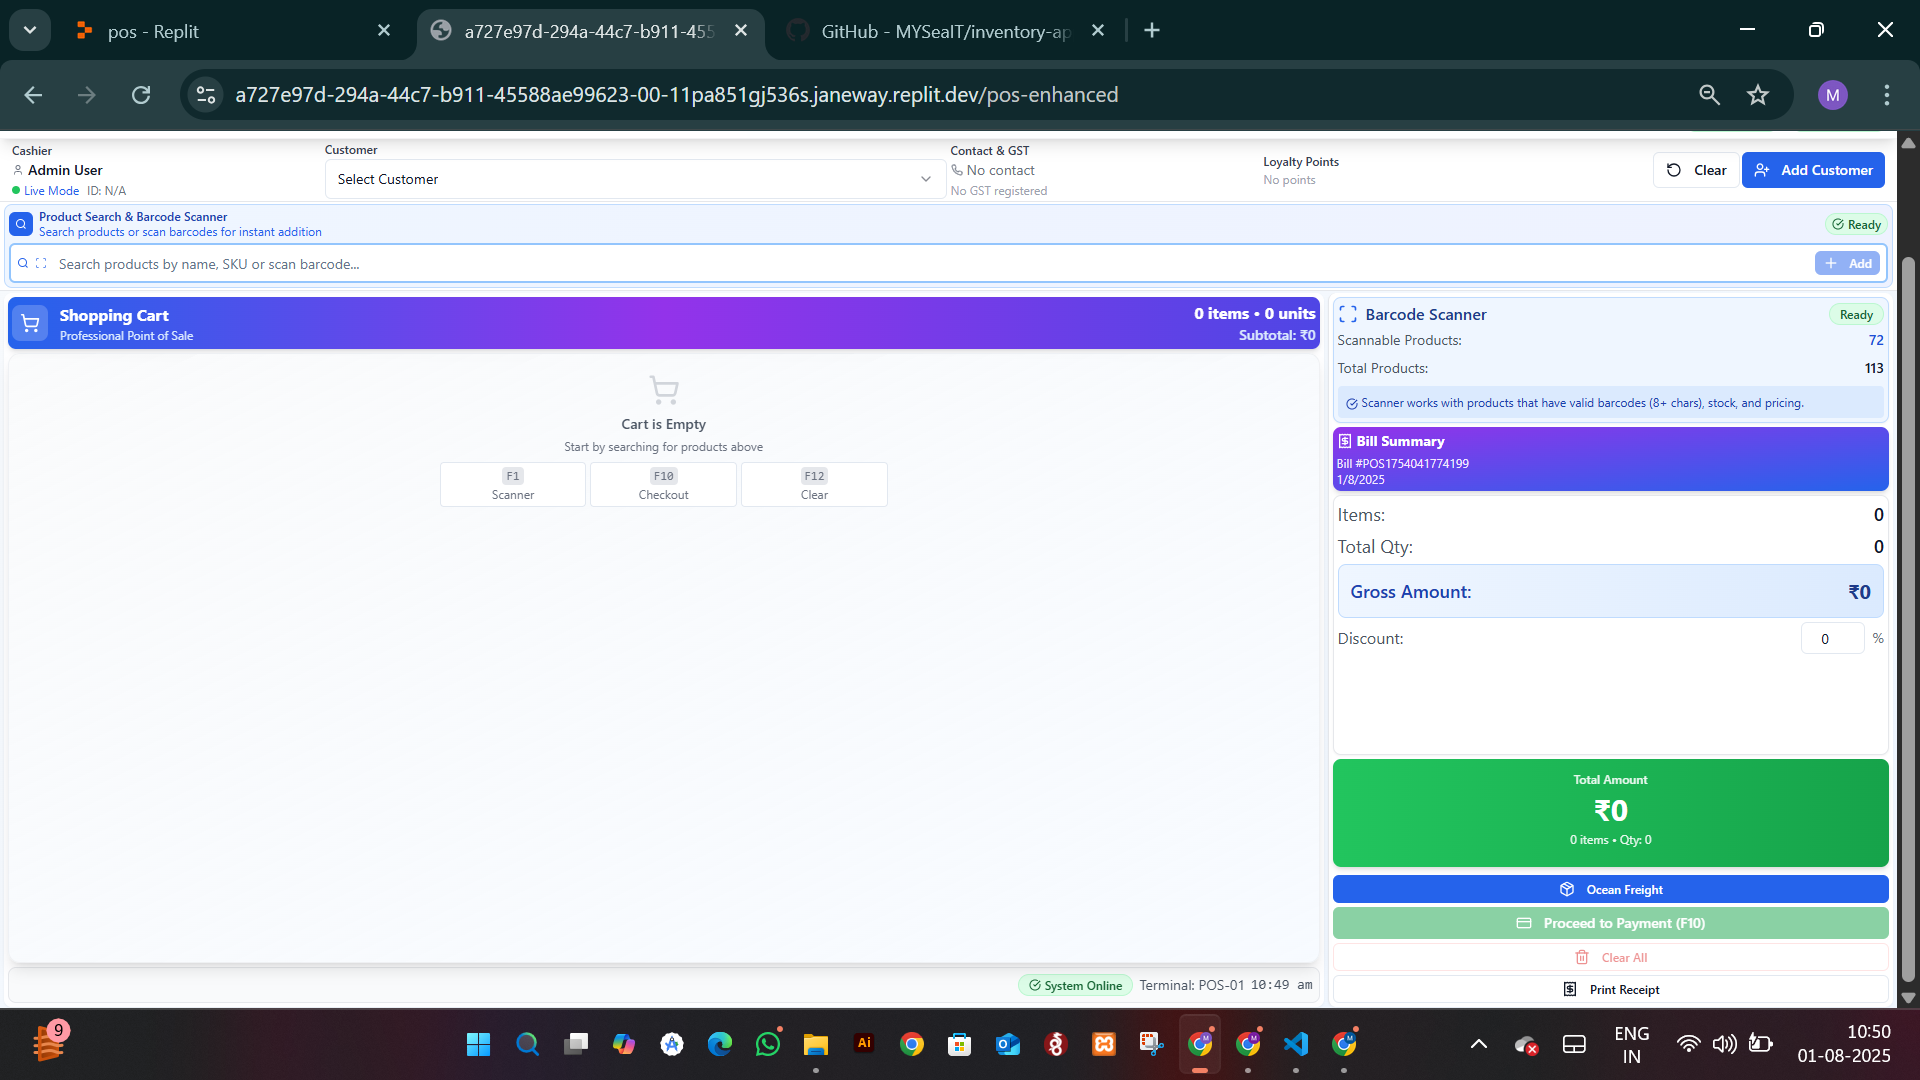 pos - Replit
a727e97d-294a-44c7-b911-455
GitHub - MYSeaIT/inventory-ap
a727e97d-294a-44c7-b911-45588ae99623-00-11pa851gj536s.janeway.replit.dev/pos-enhanced
M
Cashier
Admin User
Live Mode ID: N/A
Customer
Select Customer
Contact & GST
No contact
No GST registered
Loyalty Points
No points
Clear
Add Customer
Product Search & Barcode Scanner
Search products or scan barcodes for instant addition
Ready
Search products by name, SKU or scan barcode...
+ Add
Shopping Cart
Professional Point of Sale
0 items • 0 units
Subtotal: ₹0
Cart is Empty
Start by searching for products above
F1
Scanner
F10
Checkout
F12
Clear
System Online
Terminal: POS-01 10:49 am
Barcode Scanner
Ready
Scannable Products: 72
Total Products: 113
Scanner works with products that have valid barcodes (8+ chars), stock, and pricing.
Bill Summary
Bill #POS1754041774199
1/8/2025
Items: 0
Total Qty: 0
Gross Amount: ₹0
Discount: 0 %
Total Amount
₹0
0 items • Qty: 0
Ocean Freight
Proceed to Payment (F10)
Clear All
Print Receipt
9
Ai
ENG
IN
10:50
01-08-2025